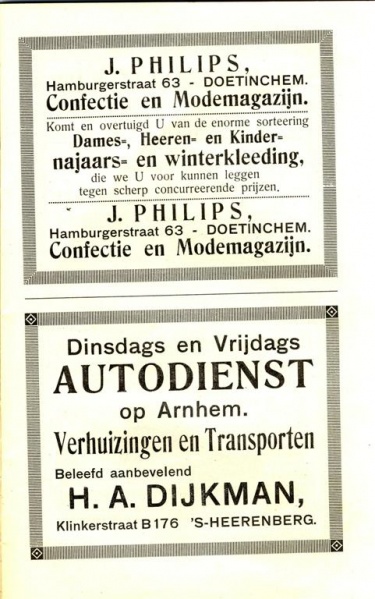 J. PHILIPS,
Hamburgerstraat 63 - DOETINCHEM.
Confectie en Modemagazijn.
Komt en overtuigd U van de enorme sorteering
Dames=, Heeren= en Kinder=
najaars= en winterkleeding,
die we U voor kunnen leggen
tegen scherp concurreerende prijzen.
J. PHILIPS,
Hamburgerstraat 63 - DOETINCHEM.
Confectie en Modemagazijn.
Dinsdags en Vrijdags
AUTODIENST
op Arnhem.
Verhuizingen en Transporten
Beleefd aanbevelend
H. A. DIJKMAN,
Klinkerstraat B 176 'S-HEERENBERG.